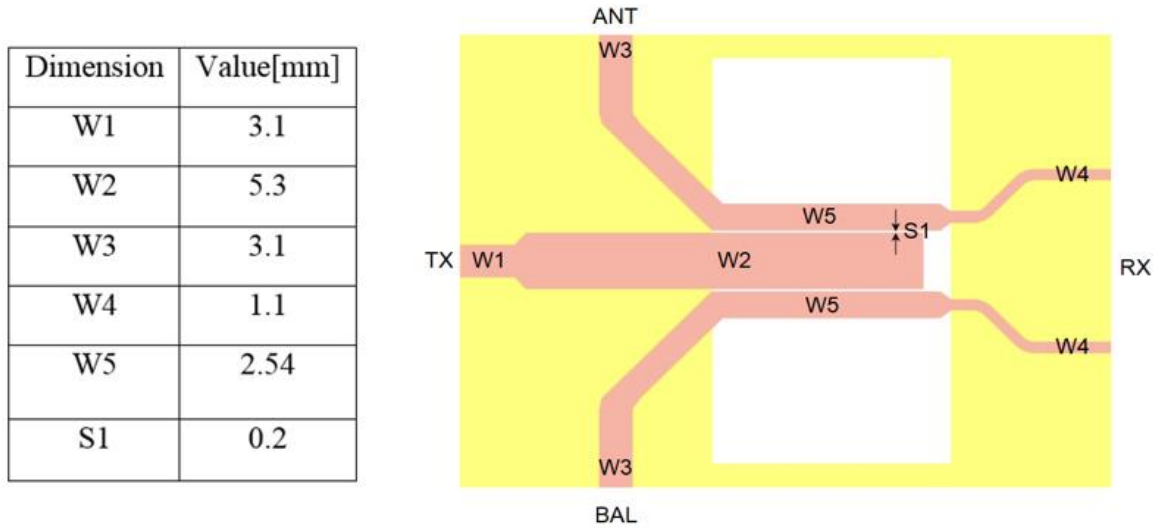 Dimension Value[mm]
W1 3.1
W2 5.3
W3 3.1
W4 1.1
W5 2.54
S1 0.2
ANT
W3
W4
W5
S1
TX W1 W2 RX
W5
W4
W3
BAL